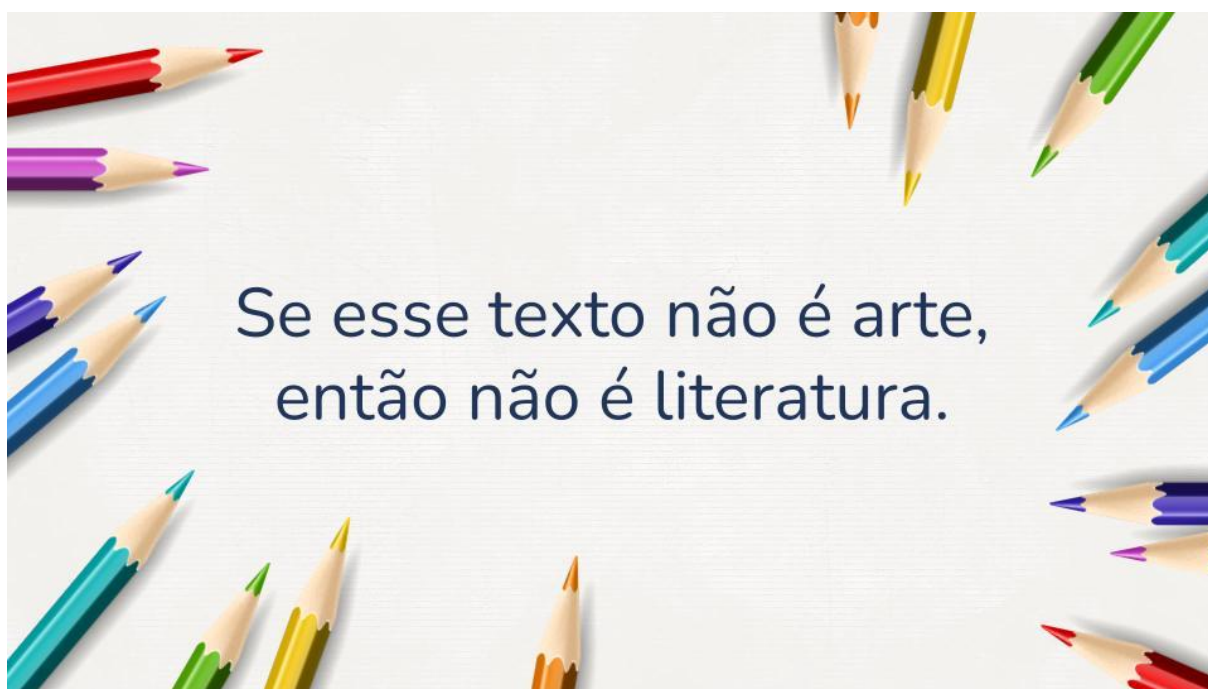 Se esse texto não é arte,
então não é literatura.